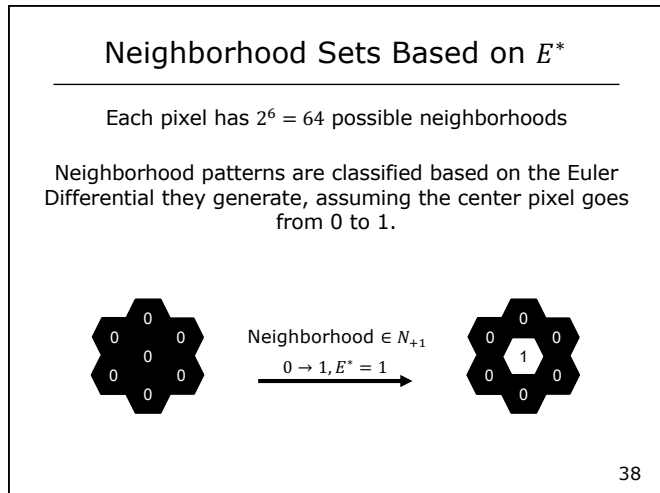 Neighborhood Sets Based on E*
Each pixel has 2⁶ = 64 possible neighborhoods
Neighborhood patterns are classified based on the Euler
Differential they generate, assuming the center pixel goes
from 0 to 1.
0
0 0
0
0 0
0
Neighborhood ∈ N₊₁
0 → 1, E* = 1
0
0 0
1
0 0
0
38